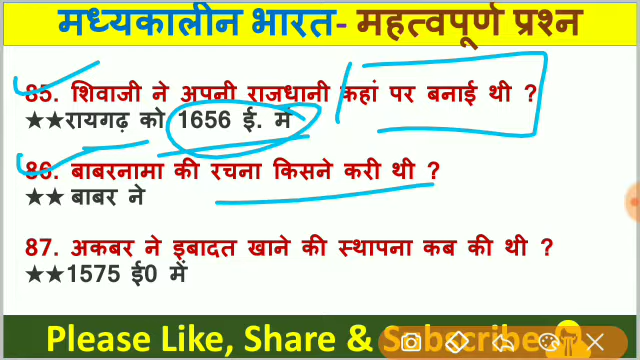 मध्यकालीन भारत- महत्वपूर्ण प्रश्न
85. शिवाजी ने अपनी राजधानी कहां पर बनाई थी ?
★★रायगढ़ को 1656 ई. में
86. बाबरनामा की रचना किसने करी थी ?
★★ बाबर ने
87. अकबर ने इबादत खाने की स्थापना कब की थी ?
★★1575 ई0 में
Please Like, Share & Subscribe